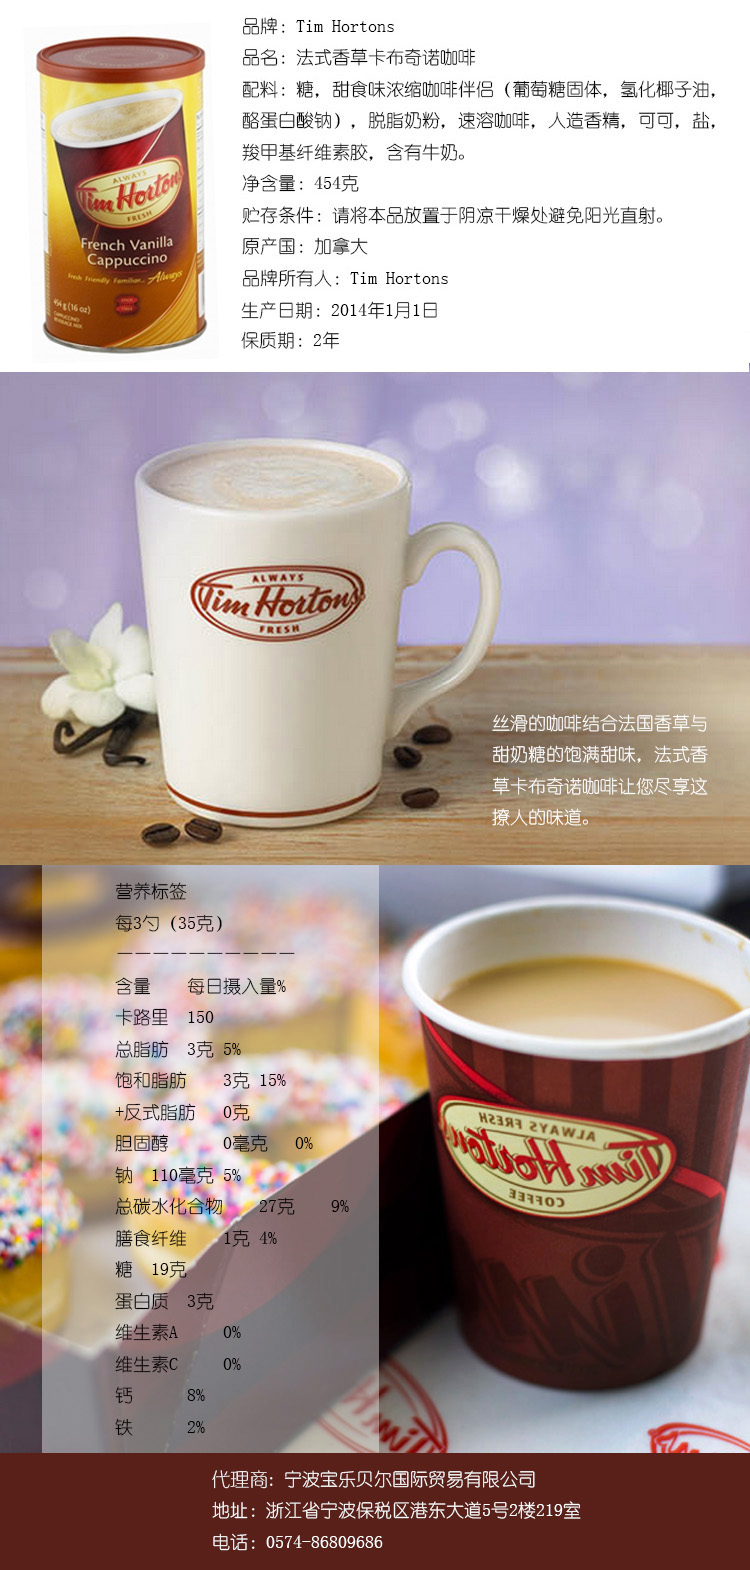 品牌：Tim Hortons
品名：法式香草卡布奇诺咖啡
配料：糖，甜食味浓缩咖啡伴侣（葡萄糖固体，氢化椰子油，
酪蛋白酸钠），脱脂奶粉，速溶咖啡，人造香精，可可，盐，
羧甲基纤维素胶，含有牛奶。
净含量：454克
贮存条件：请将本品放置于阴凉干燥处避免阳光直射。
原产国：加拿大
品牌所有人：Tim Hortons
生产日期：2014年1月1日
保质期：2年
ALWAYS
Tim Hortons
FRESH
French Vanilla
Cappuccino
Fresh Friendly Familiar... Always
454 g (16 oz)
CAPPUCCINO
BEVERAGE MIX
ALWAYS
Tim Hortons
FRESH
丝滑的咖啡结合法国香草与
甜奶糖的饱满甜味，法式香
草卡布奇诺咖啡让您尽享这
撩人的味道。
营养标签
每3勺（35克）
——————————
含量 每日摄入量%
卡路里 150
总脂肪 3克 5%
饱和脂肪 3克 15%
+反式脂肪 0克
胆固醇 0毫克 0%
钠 110毫克 5%
总碳水化合物 27克 9%
膳食纤维 1克 4%
糖 19克
蛋白质 3克
维生素A 0%
维生素C 0%
钙 8%
铁 2%
ALWAYS FRESH
Tim Hortons
COFFEE
代理商：宁波宝乐贝尔国际贸易有限公司
地址：浙江省宁波保税区港东大道5号2楼219室
电话：0574-86809686